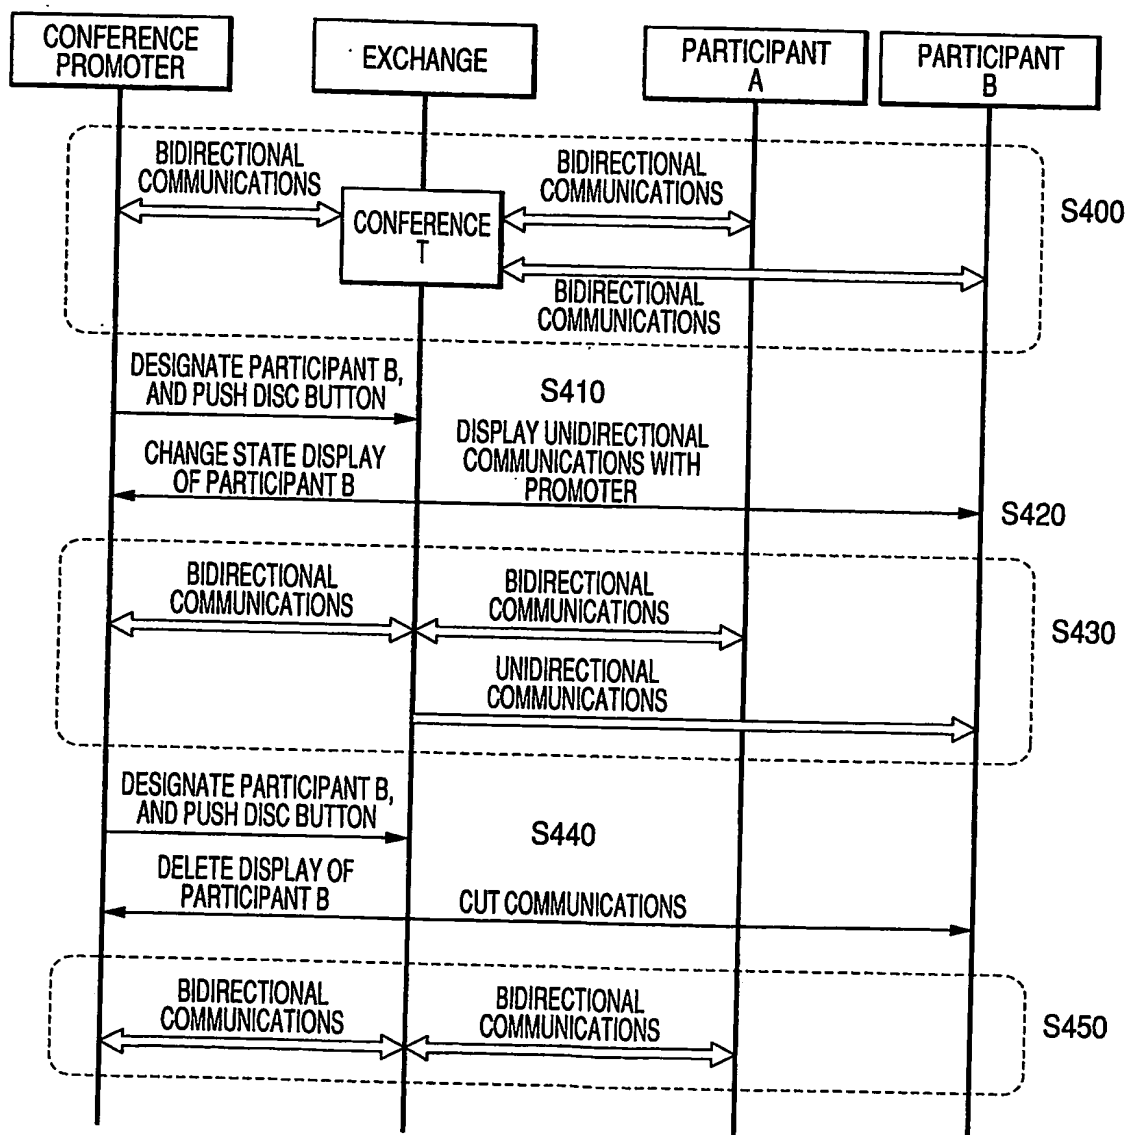 CONFERENCE
PROMOTER
EXCHANGE
PARTICIPANT
A
PARTICIPANT
B
BIDIRECTIONAL
COMMUNICATIONS
BIDIRECTIONAL
COMMUNICATIONS
S400
CONFERENCE
T
BIDIRECTIONAL
COMMUNICATIONS
DESIGNATE PARTICIPANT B,
AND PUSH DISC BUTTON
S410
CHANGE STATE DISPLAY
OF PARTICIPANT B
DISPLAY UNIDIRECTIONAL
COMMUNICATIONS WITH
PROMOTER
S420
BIDIRECTIONAL
COMMUNICATIONS
BIDIRECTIONAL
COMMUNICATIONS
S430
UNIDIRECTIONAL
COMMUNICATIONS
DESIGNATE PARTICIPANT B,
AND PUSH DISC BUTTON
S440
DELETE DISPLAY OF
PARTICIPANT B
CUT COMMUNICATIONS
BIDIRECTIONAL
COMMUNICATIONS
BIDIRECTIONAL
COMMUNICATIONS
S450